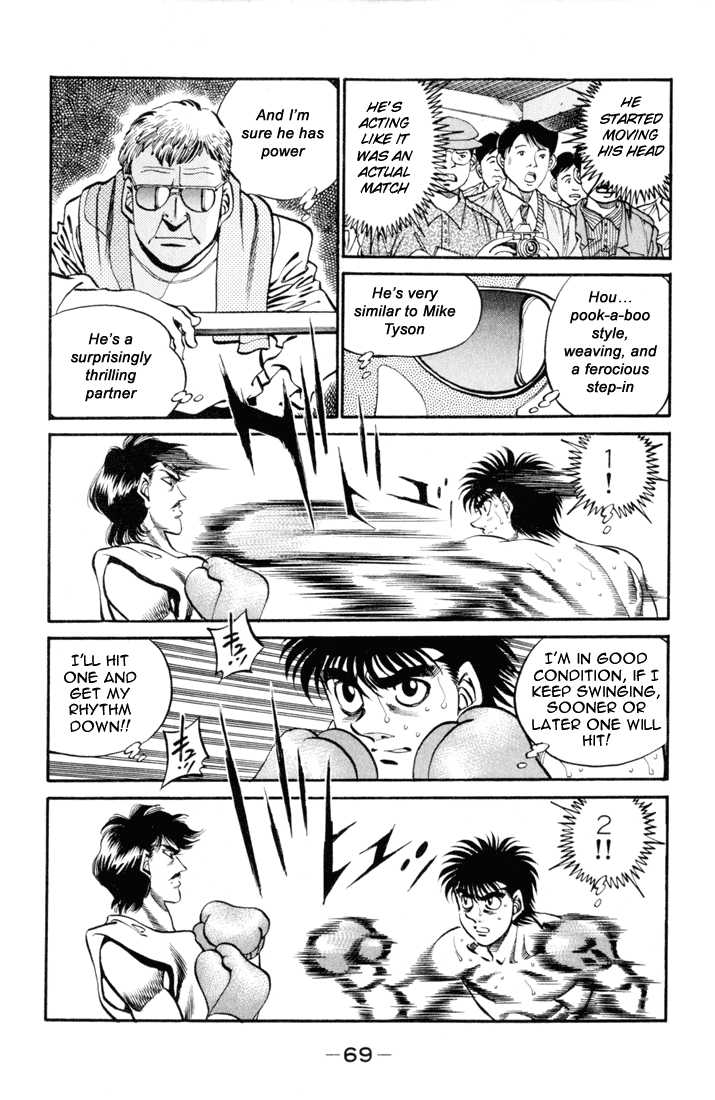 HE
STARTED
MOVING
HIS HEAD
HE'S
ACTING
LIKE IT
WAS AN
ACTUAL
MATCH
Hou…
pook-a-boo
style,
weaving, and
a ferocious
step-in
He's very
similar to Mike
Tyson
And I'm
sure he has
power
He's a
surprisingly
thrilling
partner
1
!
I'M IN GOOD
CONDITION, IF I
KEEP SWINGING,
SOONER OR
LATER ONE WILL
HIT!
I'LL HIT
ONE AND
GET MY
RHYTHM
DOWN!!
2
!!
—69—